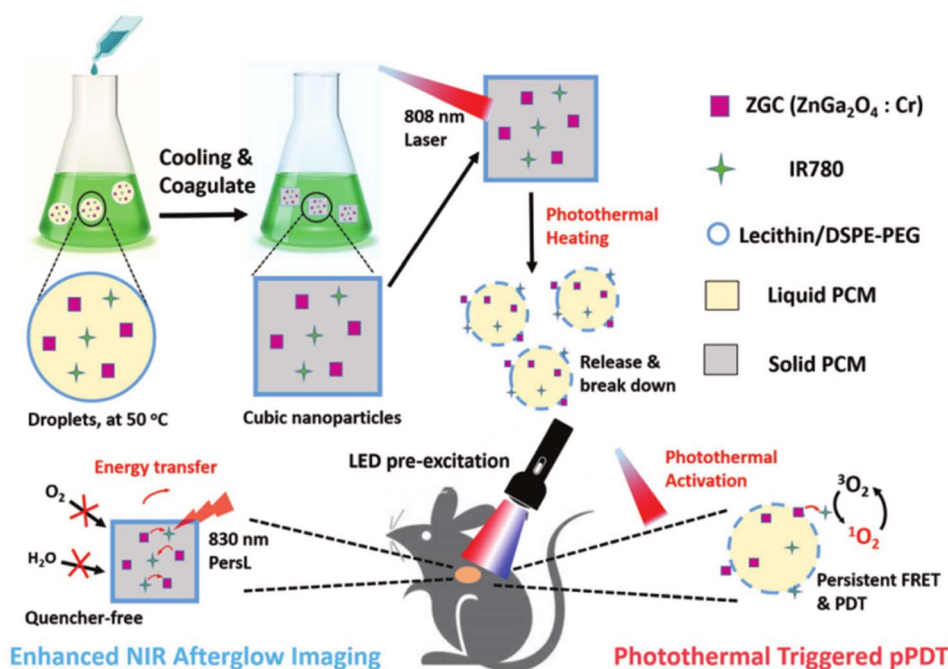 Cooling &
Coagulate
808 nm
Laser
Photothermal
Heating
Release &
break down
Droplets, at 50 °C
Cubic nanoparticles
ZGC (ZnGa₂O₄ : Cr)
IR780
Lecithin/DSPE-PEG
Liquid PCM
Solid PCM
Energy transfer
O₂
H₂O
830 nm
PersL
Quencher-free
LED pre-excitation
Photothermal
Activation
³O₂
¹O₂
Persistent FRET
& PDT
Enhanced NIR Afterglow Imaging
Photothermal Triggered pPDT